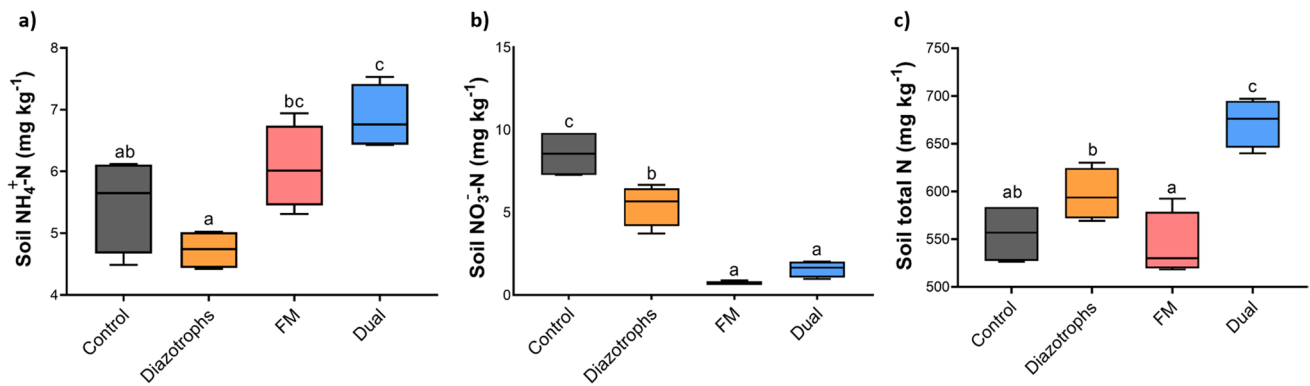 a)
Soil NH₄⁺-N (mg kg⁻¹)
8
7
6
5
4
ab
a
bc
c
Control
Diazotrophs
FM
Dual
b)
Soil NO₃⁻-N (mg kg⁻¹)
15
10
5
0
c
b
a
a
Control
Diazotrophs
FM
Dual
c)
Soil total N (mg kg⁻¹)
750
700
650
600
550
500
ab
b
a
c
Control
Diazotrophs
FM
Dual